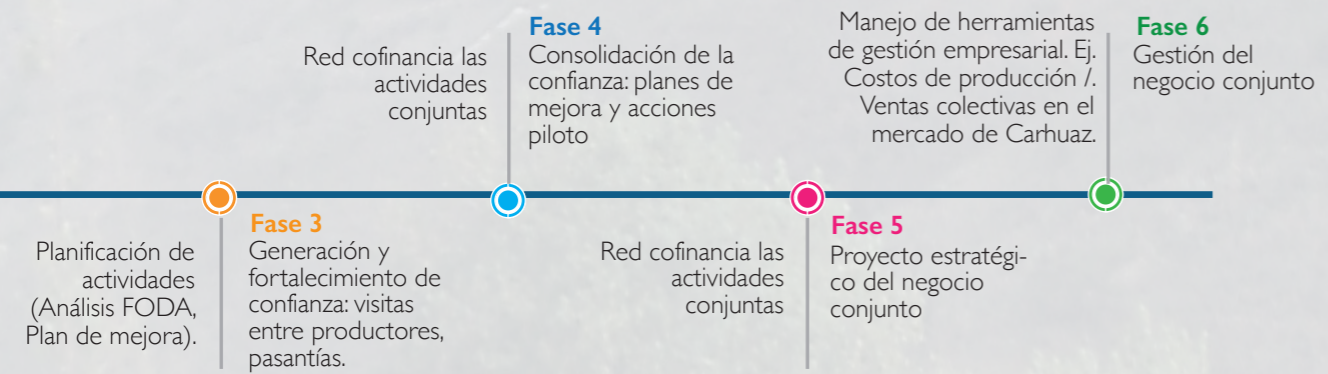 Planificación de
actividades
(Análisis FODA,
Plan de mejora).
Fase 3
Generación y
fortalecimiento de
confianza: visitas
entre productores,
pasantías.
Red cofinancia las
actividades
conjuntas
Fase 4
Consolidación de la
confianza: planes de
mejora y acciones
piloto
Red cofinancia las
actividades
conjuntas
Fase 5
Proyecto estratégi-
co del negocio
conjunto
Manejo de herramientas
de gestión empresarial. Ej.
Costos de producción /.
Ventas colectivas en el
mercado de Carhuaz.
Fase 6
Gestión del
negocio conjunto